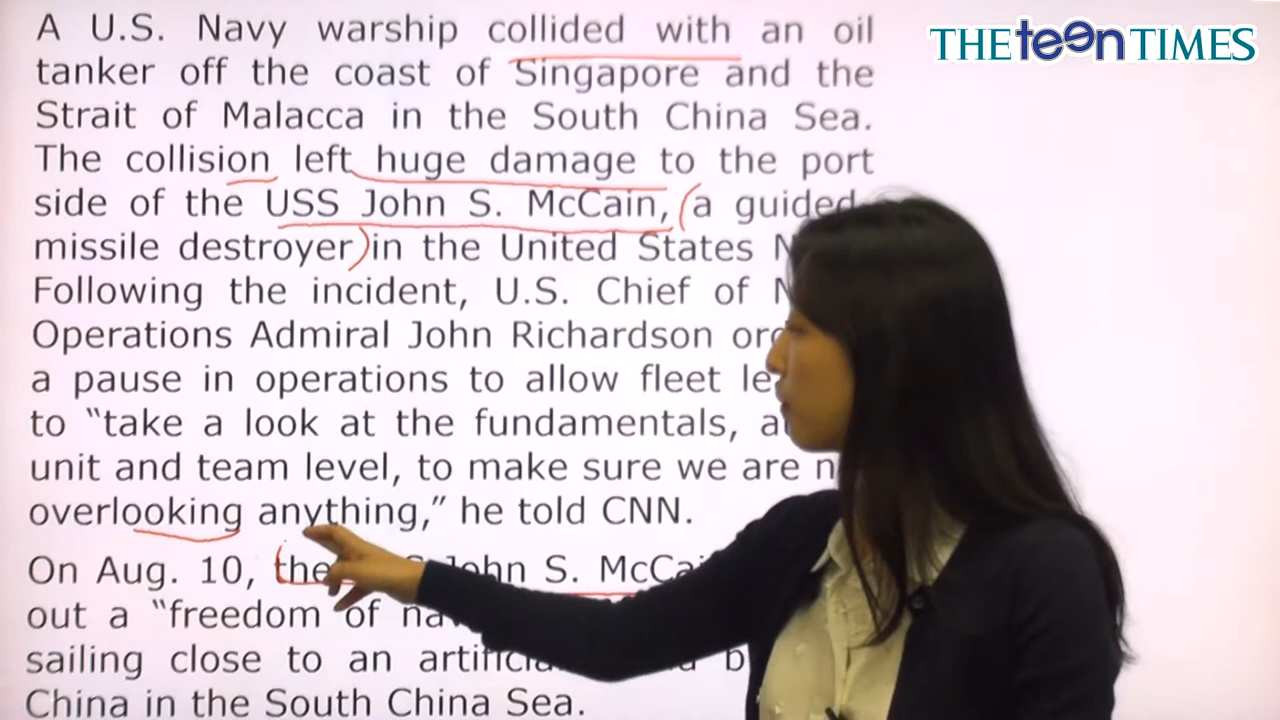 A U.S. Navy warship collided with an oil
tanker off the coast of Singapore and the
Strait of Malacca in the South China Sea.
The collision left huge damage to the port
side of the USS John S. McCain, (a guided
missile destroyer) in the United States
Following the incident, U.S. Chief of
Operations Admiral John Richardson
a pause in operations to allow fleet
to “take a look at the fundamentals,
unit and team level, to make sure we are
overlooking anything,” he told CNN.
On Aug. 10, the John S.
out a “freedom of
sailing close to an
China in the South China Sea.
THE teen TIMES